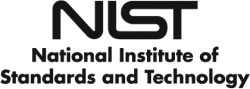 NIST
National Institute of
Standards and Technology